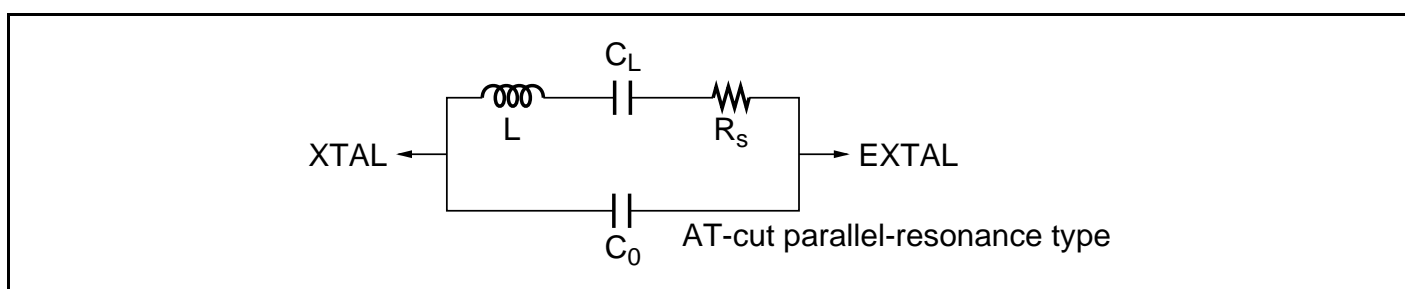 C_L
L
R_s
XTAL
EXTAL
C_0
AT-cut parallel-resonance type